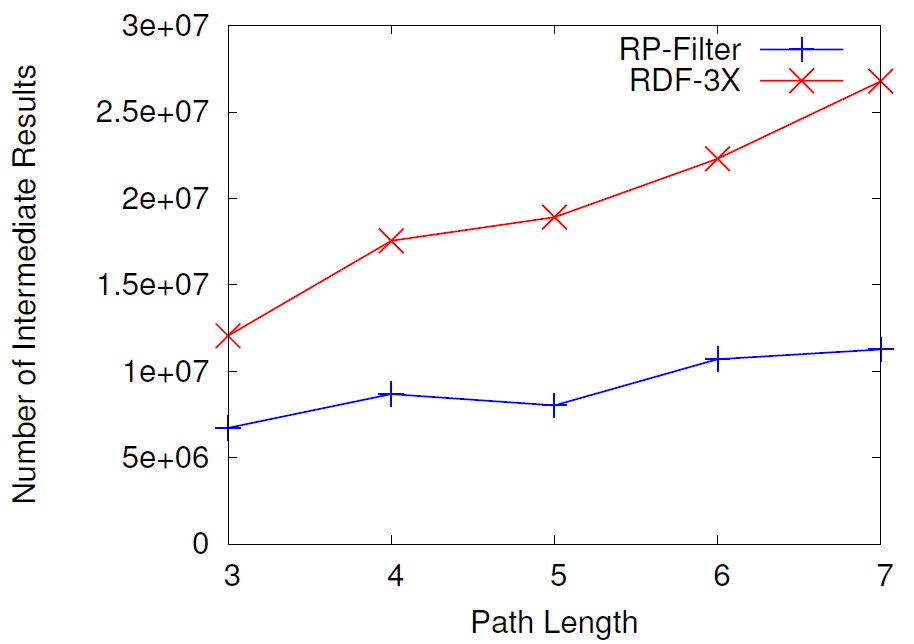 3e+07
2.5e+07
2e+07
1.5e+07
1e+07
5e+06
0
3 4 5 6 7
Number of Intermediate Results
Path Length
RP-Filter
RDF-3X